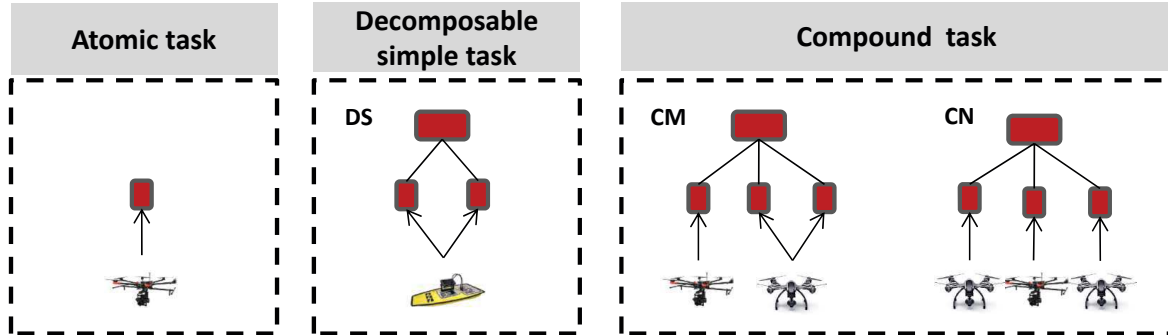 Atomic task
Decomposable
simple task
Compound task
DS
CM
CN